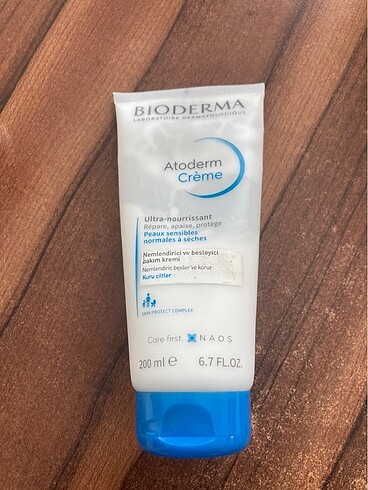 BIODERMA
LABORATOIRE DERMATOLOGIQUE
Atoderm
Crème
Ultra-nourrissant
Répare, apaise, protège
Peaux sensibles
normales à sèches
Nemlendirici ve besleyici
bakım kremi
Nemlendirir, besler ve korur
Kuru ciltler
SKIN PROTECT COMPLEX
Care first. NAOS
200 ml ℮ 6.7 FL.OZ.